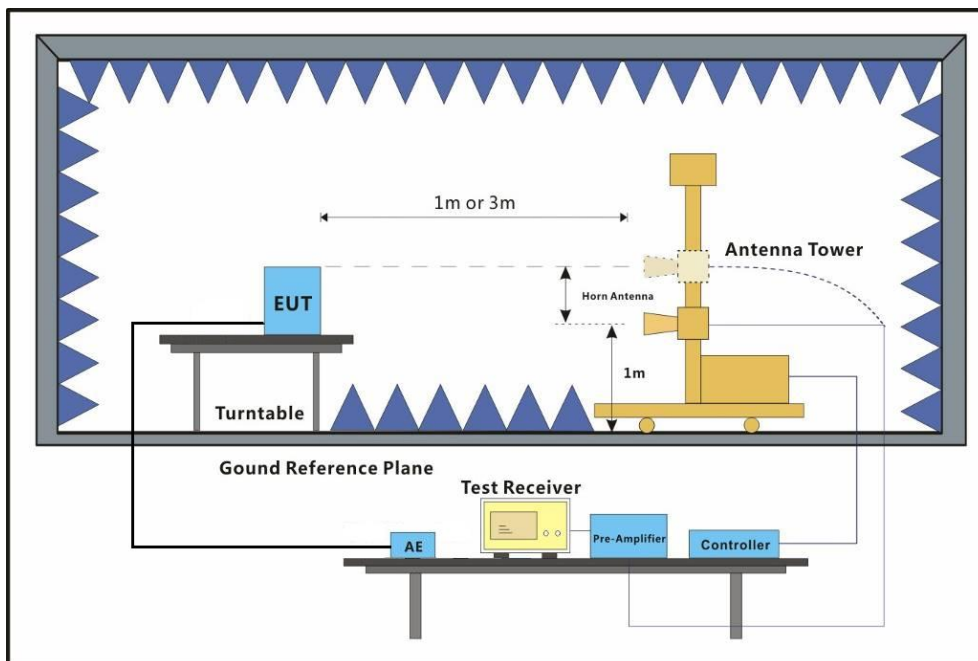 1m or 3m
Antenna Tower
EUT
Horn Antenna
1m
Turntable
Gound Reference Plane
Test Receiver
AE
Pre-Amplifier
Controller